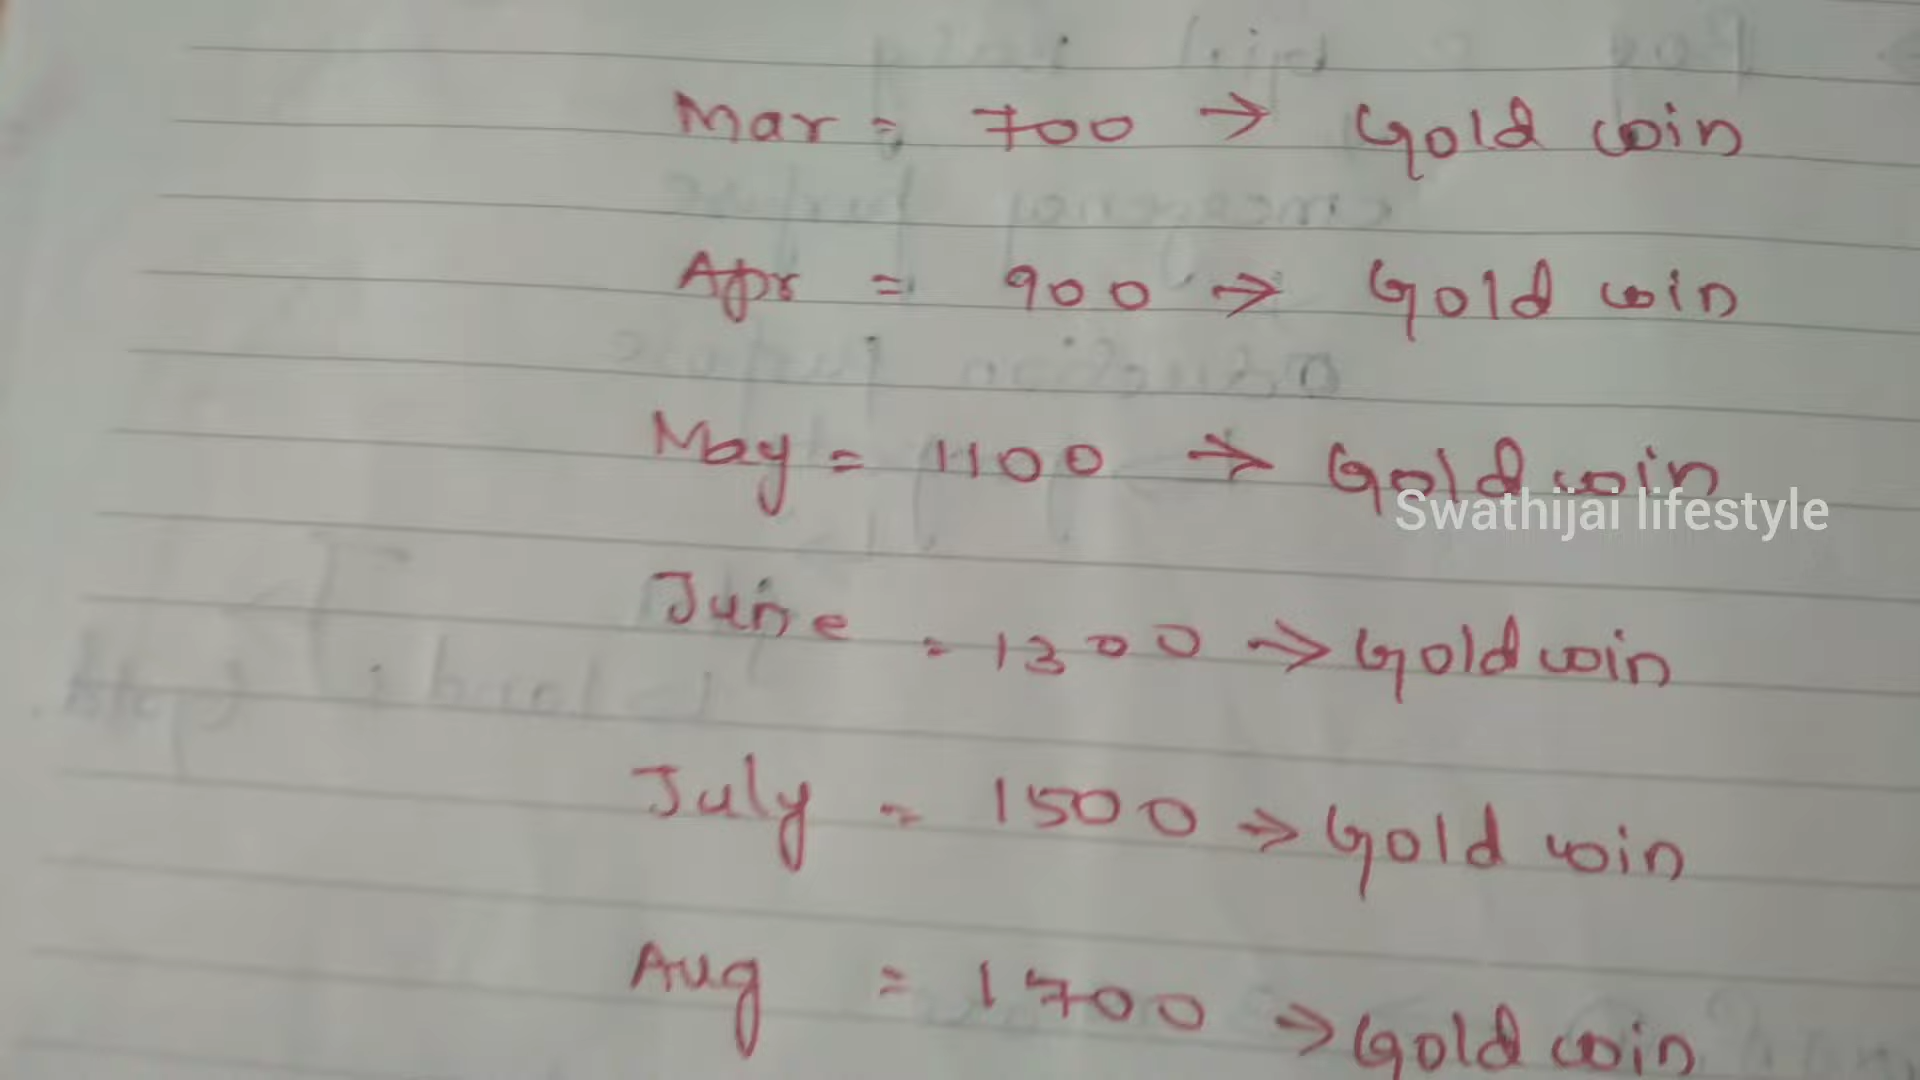 Mar = 700 → Gold coin
Apr = 900 → Gold coin
May = 1100 → Gold coin
Swathijai lifestyle
June = 1300 → Gold coin
July = 1500 → Gold coin
Aug = 1700 → Gold coin